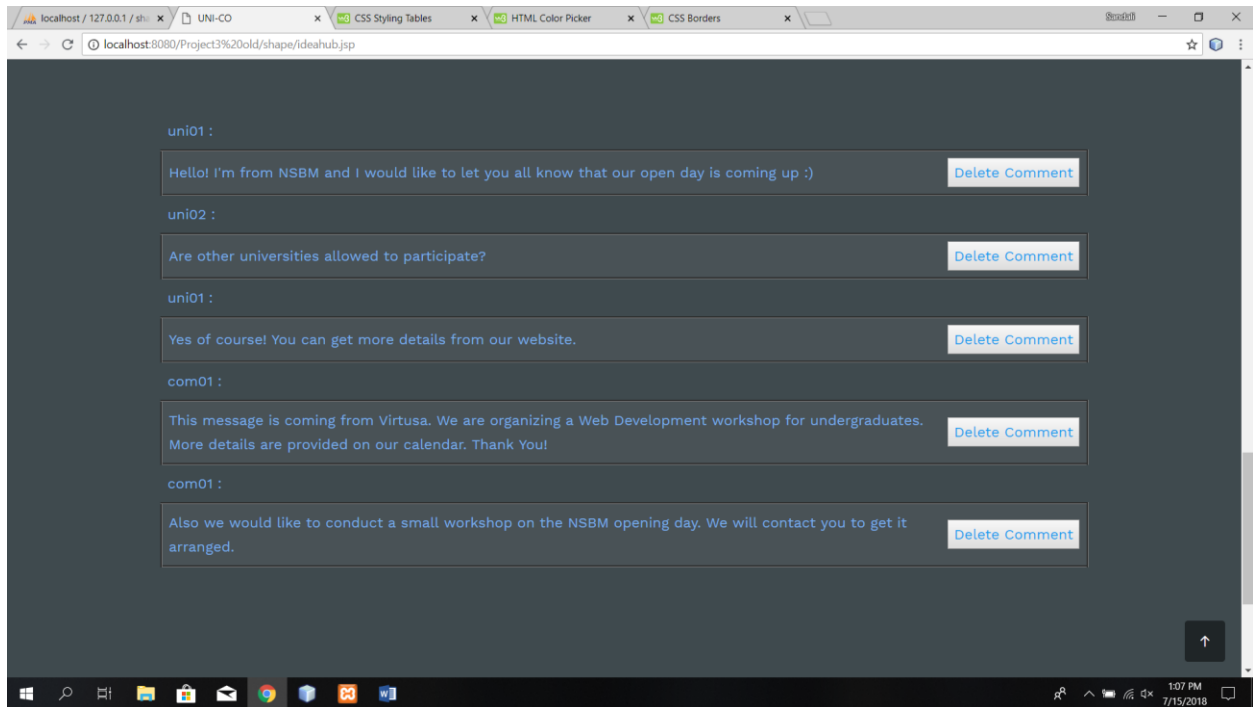 localhost / 127.0.0.1 / sh
UNI-CO
CSS Styling Tables
HTML Color Picker
CSS Borders
localhost:8080/Project3%20old/shape/ideahub.jsp
uni01 :
Hello! I'm from NSBM and I would like to let you all know that our open day is coming up :)
Delete Comment
uni02 :
Are other universities allowed to participate?
Delete Comment
uni01 :
Yes of course! You can get more details from our website.
Delete Comment
com01 :
This message is coming from Virtusa. We are organizing a Web Development workshop for undergraduates.
More details are provided on our calendar. Thank You!
Delete Comment
com01 :
Also we would like to conduct a small workshop on the NSBM opening day. We will contact you to get it
arranged.
Delete Comment
1:07 PM
7/15/2018